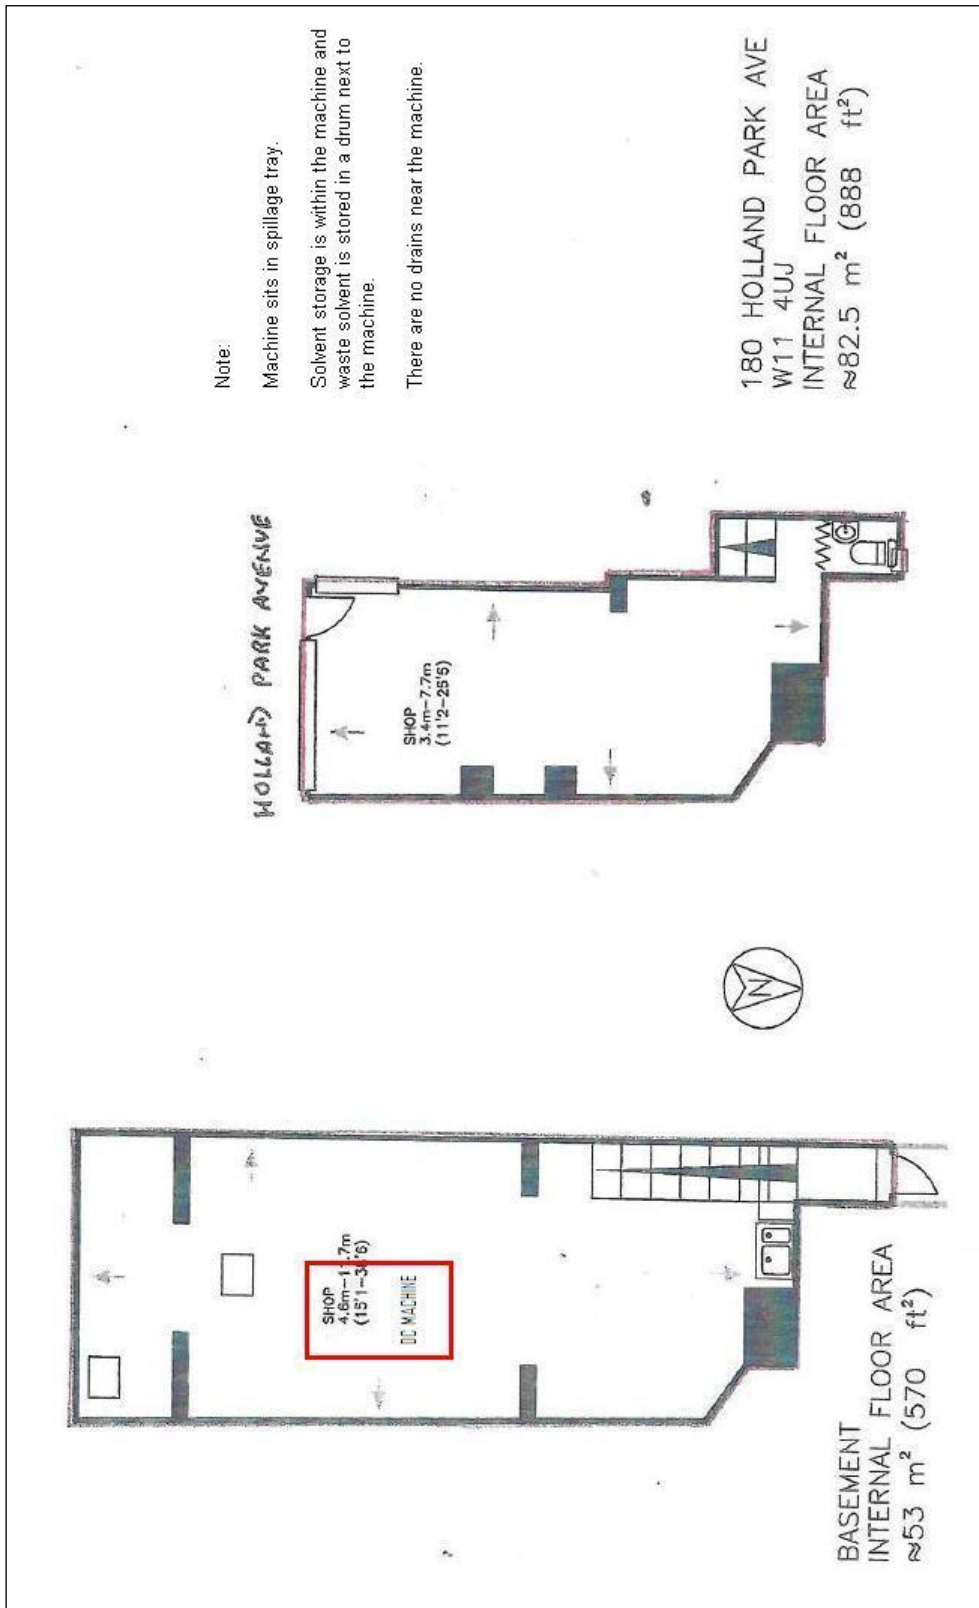 Note:
Machine sits in spillage tray.
Solvent storage is within the machine and
waste solvent is stored in a drum next to
the machine.
There are no drains near the machine.
HOLLAND PARK AVENUE
SHOP
3.4m-7.7m
(11'2-25'5)
180 HOLLAND PARK AVE
W11 4UJ
INTERNAL FLOOR AREA
≈82.5 m² (888 ft²)
N
SHOP
4.6m-11.7m
(15'1-38'6)
DC MACHINE
BASEMENT
INTERNAL FLOOR AREA
≈53 m² (570 ft²)